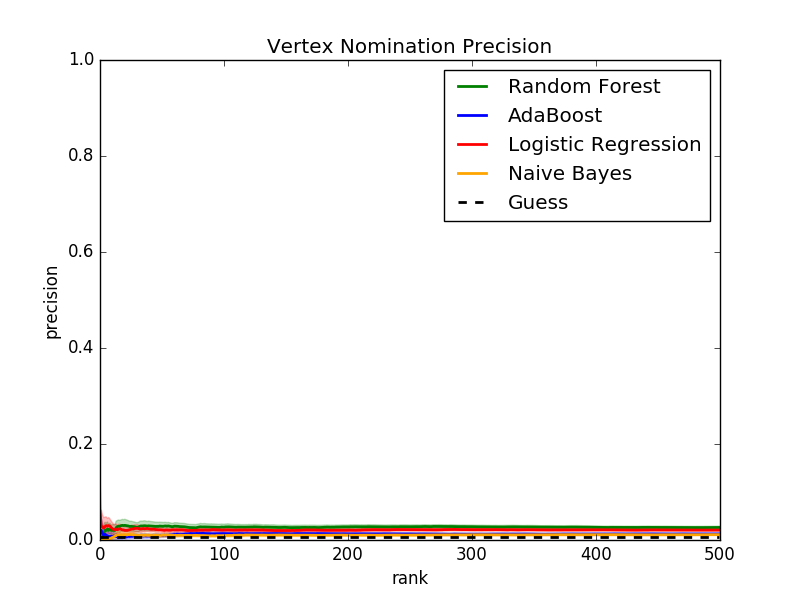 Vertex Nomination Precision
1.0
0.8
0.6
0.4
0.2
0.0
precision
Random Forest
AdaBoost
Logistic Regression
Naive Bayes
Guess
0 100 200 300 400 500
rank